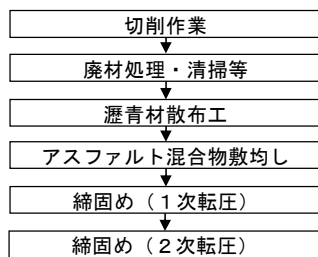 切削作業
廃材処理・清掃等
瀝青材散布工
アスファルト混合物敷均し
締固め（１次転圧）
締固め（２次転圧）